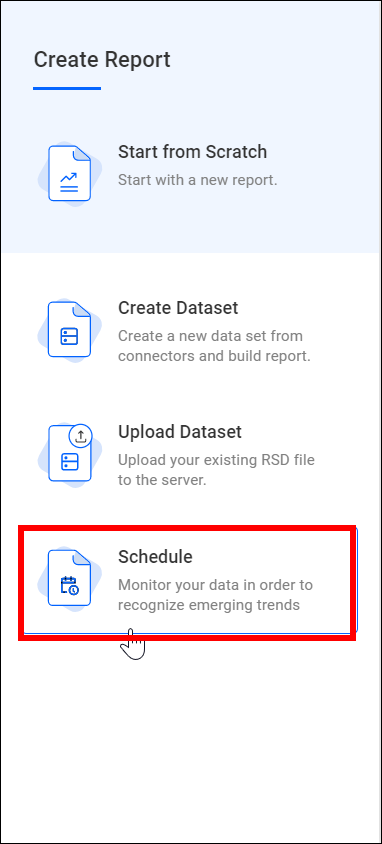 Create Report
Start from Scratch
Start with a new report.
Create Dataset
Create a new data set from
connectors and build report.
Upload Dataset
Upload your existing RSD file
to the server.
Schedule
Monitor your data in order to
recognize emerging trends